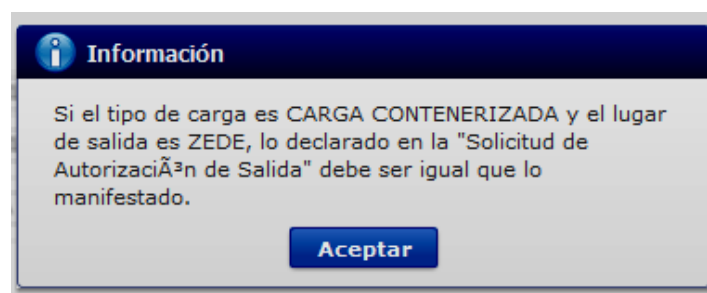 Información
Si el tipo de carga es CARGA CONTENERIZADA y el lugar
de salida es ZEDE, lo declarado en la "Solicitud de
AutorizaciÃ³n de Salida" debe ser igual que lo
manifestado.
Aceptar